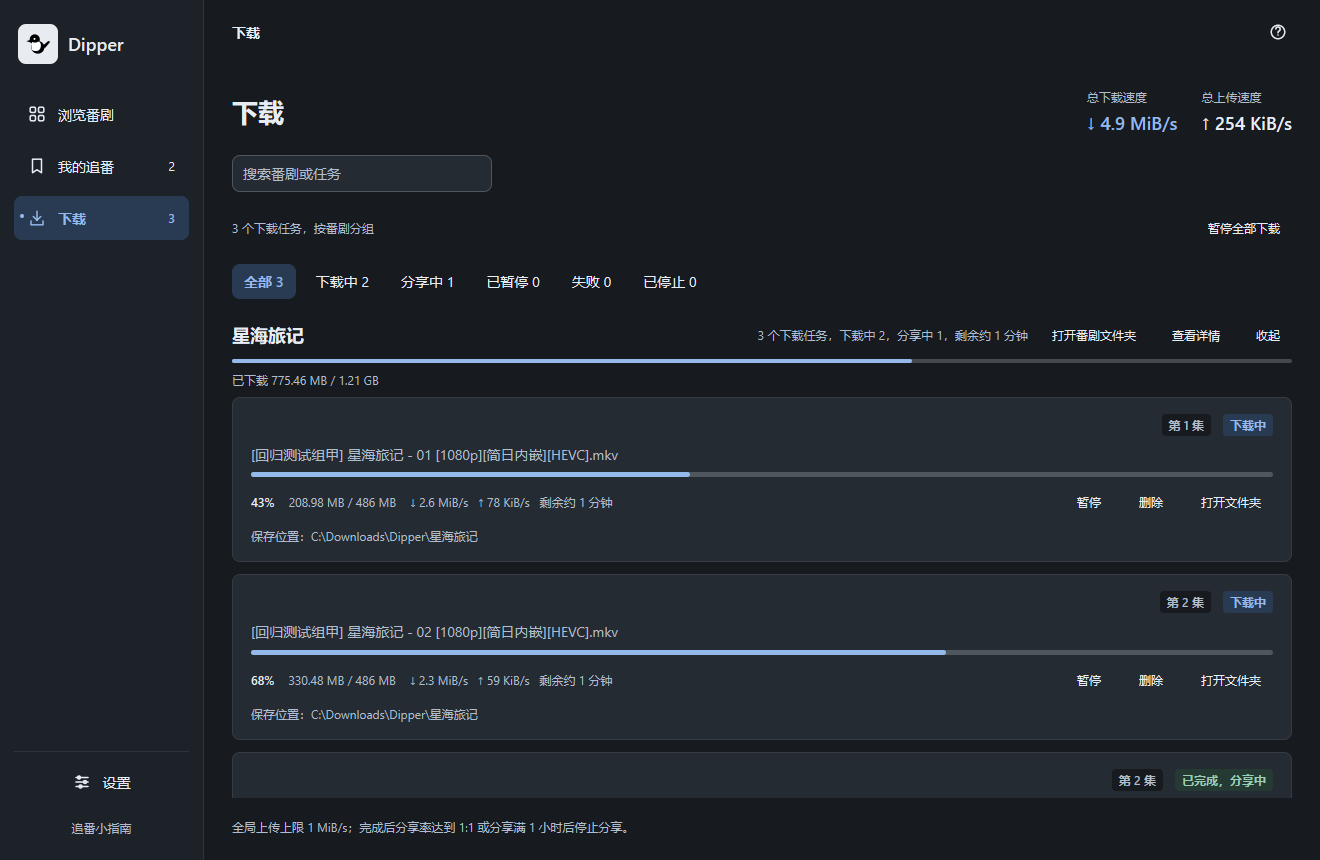 Dipper
浏览番剧
我的追番 2
下载 3
设置
追番小指南
下载
下载
总下载速度
↓ 4.9 MiB/s
总上传速度
↑ 254 KiB/s
搜索番剧或任务
3 个下载任务，按番剧分组
暂停全部下载
全部 3 下载中 2 分享中 1 已暂停 0 失败 0 已停止 0
星海旅记 3 个下载任务，下载中 2，分享中 1，剩余约 1 分钟 打开番剧文件夹 查看详情 收起
已下载 775.46 MB / 1.21 GB
第 1 集 下载中
[回归测试组甲] 星海旅记 - 01 [1080p][简日内嵌][HEVC].mkv
43% 208.98 MB / 486 MB ↓ 2.6 MiB/s ↑ 78 KiB/s 剩余约 1 分钟 暂停 删除 打开文件夹
保存位置：C:\Downloads\Dipper\星海旅记
第 2 集 下载中
[回归测试组甲] 星海旅记 - 02 [1080p][简日内嵌][HEVC].mkv
68% 330.48 MB / 486 MB ↓ 2.3 MiB/s ↑ 59 KiB/s 剩余约 1 分钟 暂停 删除 打开文件夹
保存位置：C:\Downloads\Dipper\星海旅记
第 2 集 已完成，分享中
全局上传上限 1 MiB/s；完成后分享率达到 1:1 或分享满 1 小时后停止分享。